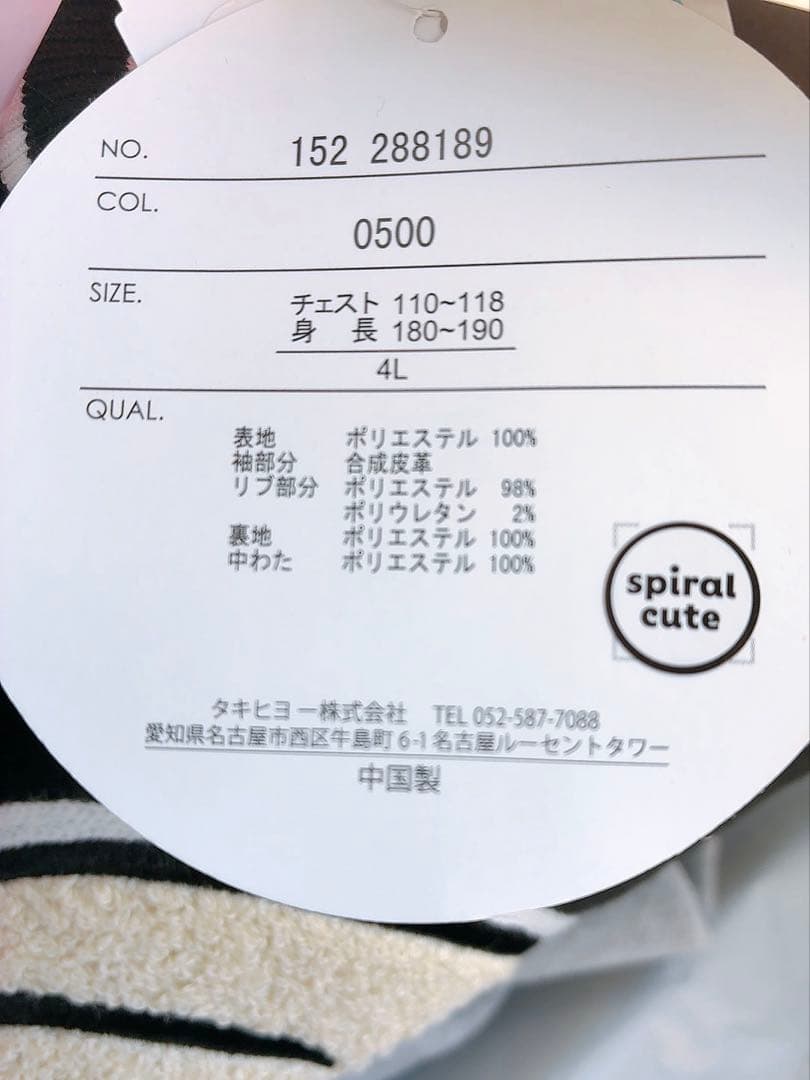 NO. 152 288189
COL. 0500
SIZE. チェスト 110~118
身 長 180~190
4L
QUAL.
表地 ポリエステル 100%
袖部分 合成皮革
リブ部分 ポリエステル 98%
ポリウレタン 2%
裏地 ポリエステル 100%
中わた ポリエステル 100%
spiral
cute
タキヒヨー株式会社 TEL 052-587-7088
愛知県名古屋市西区牛島町 6-1 名古屋ルーセントタワー
中国製